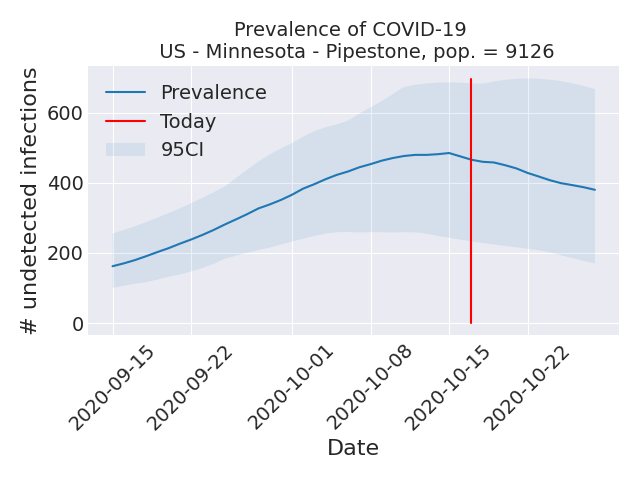 Prevalence of COVID-19
US - Minnesota - Pipestone, pop. = 9126
# undetected infections
600
400
200
0
Prevalence
Today
95CI
2020-09-15
2020-09-22
2020-10-01
2020-10-08
2020-10-15
2020-10-22
Date